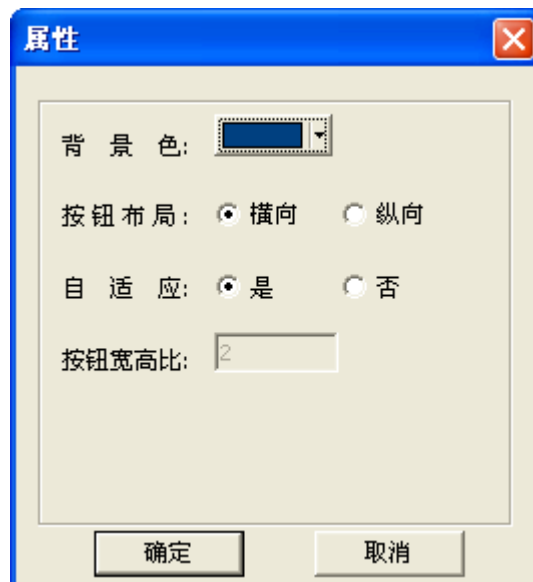 属性
背 景 色:
按钮布局: 横向 纵向
自 适 应: 是 否
按钮宽高比: 2
确定 取消